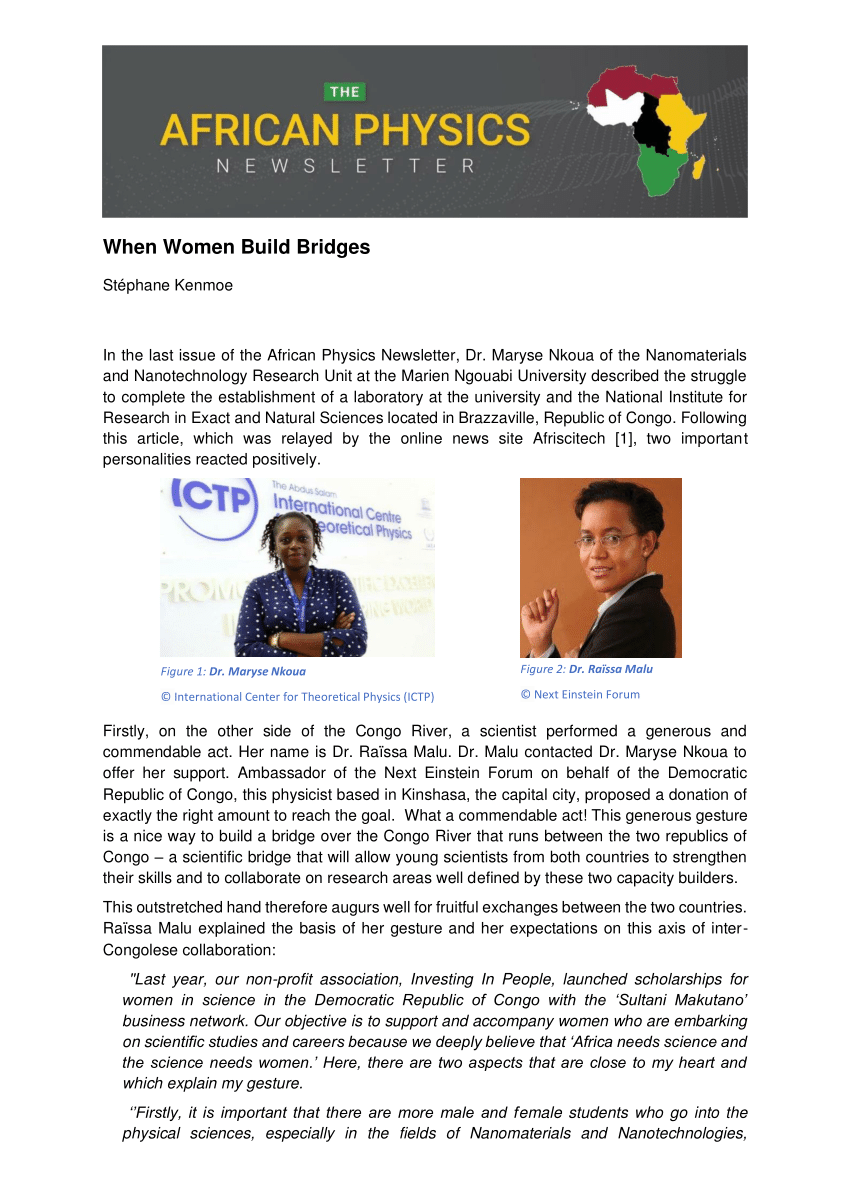 THE
AFRICAN PHYSICS
NEWSLETTER
When Women Build Bridges
Stéphane Kenmoe
In the last issue of the African Physics Newsletter, Dr. Maryse Nkoua of the Nanomaterials
and Nanotechnology Research Unit at the Marien Ngouabi University described the struggle
to complete the establishment of a laboratory at the university and the National Institute for
Research in Exact and Natural Sciences located in Brazzaville, Republic of Congo. Following
this article, which was relayed by the online news site Afriscitech [1], two important
personalities reacted positively.
ICTP
The Abdus Salam
International Centre
eoretical Physics
Figure 1: Dr. Maryse Nkoua
© International Center for Theoretical Physics (ICTP)
Figure 2: Dr. Raïssa Malu
© Next Einstein Forum
Firstly, on the other side of the Congo River, a scientist performed a generous and
commendable act. Her name is Dr. Raïssa Malu. Dr. Malu contacted Dr. Maryse Nkoua to
offer her support. Ambassador of the Next Einstein Forum on behalf of the Democratic
Republic of Congo, this physicist based in Kinshasa, the capital city, proposed a donation of
exactly the right amount to reach the goal. What a commendable act! This generous gesture
is a nice way to build a bridge over the Congo River that runs between the two republics of
Congo – a scientific bridge that will allow young scientists from both countries to strengthen
their skills and to collaborate on research areas well defined by these two capacity builders.
This outstretched hand therefore augurs well for fruitful exchanges between the two countries.
Raïssa Malu explained the basis of her gesture and her expectations on this axis of inter-
Congolese collaboration:
"Last year, our non-profit association, Investing In People, launched scholarships for
women in science in the Democratic Republic of Congo with the ‘Sultani Makutano’
business network. Our objective is to support and accompany women who are embarking
on scientific studies and careers because we deeply believe that ‘Africa needs science and
the science needs women.’ Here, there are two aspects that are close to my heart and
which explain my gesture.
‘’Firstly, it is important that there are more male and female students who go into the
physical sciences, especially in the fields of Nanomaterials and Nanotechnologies,